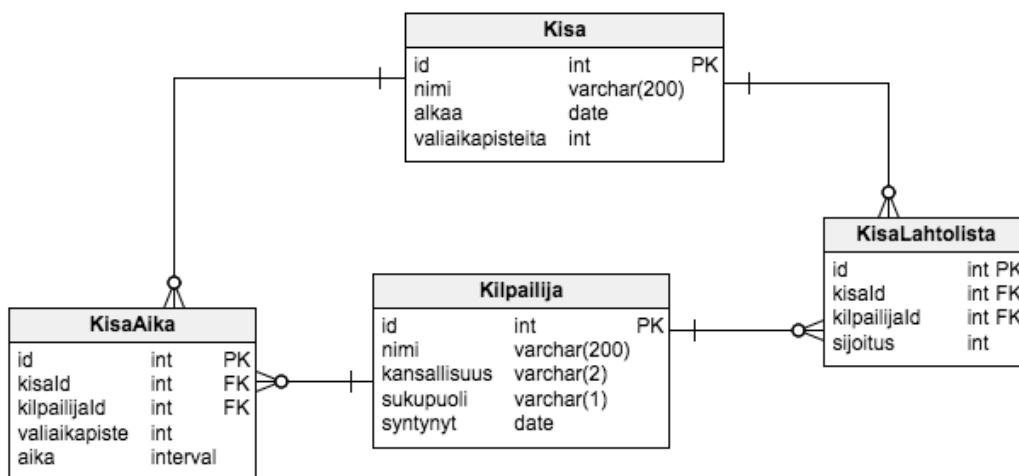 Kisa
id int PK
nimi varchar(200)
alkaa date
valiaikapisteita int
KisaLahtolista
id int PK
kisaId int FK
kilpailijaId int FK
sijoitus int
Kilpailija
id int PK
nimi varchar(200)
kansallisuus varchar(2)
sukupuoli varchar(1)
syntynyt date
KisaAika
id int PK
kisaId int FK
kilpailijaId int FK
valiaikapiste int
aika interval